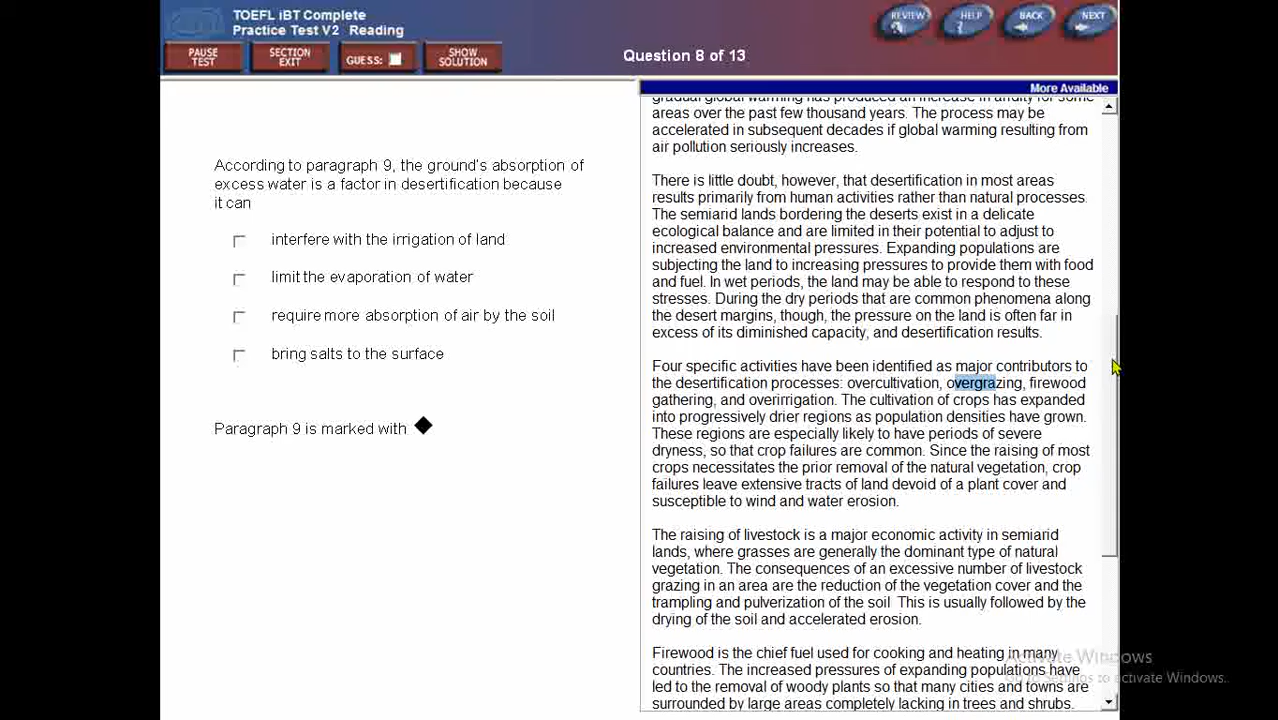 TOEFL iBT Complete
Practice Test V2 Reading
REVIEW
HELP
BACK
NEXT
PAUSE
TEST
SECTION
EXIT
GUESS:
SHOW
SOLUTION
Question 8 of 13
More Available
According to paragraph 9, the ground's absorption of
excess water is a factor in desertification because
it can
interfere with the irrigation of land
limit the evaporation of water
require more absorption of air by the soil
bring salts to the surface
Paragraph 9 is marked with
gradual global warming has produced an increase in aridity for some
areas over the past few thousand years. The process may be
accelerated in subsequent decades if global warming resulting from
air pollution seriously increases.
There is little doubt, however, that desertification in most areas
results primarily from human activities rather than natural processes.
The semiarid lands bordering the deserts exist in a delicate
ecological balance and are limited in their potential to adjust to
increased environmental pressures. Expanding populations are
subjecting the land to increasing pressures to provide them with food
and fuel. In wet periods, the land may be able to respond to these
stresses. During the dry periods that are common phenomena along
the desert margins, though, the pressure on the land is often far in
excess of its diminished capacity, and desertification results.
Four specific activities have been identified as major contributors to
the desertification processes: overcultivation, overgrazing, firewood
gathering, and overirrigation. The cultivation of crops has expanded
into progressively drier regions as population densities have grown.
These regions are especially likely to have periods of severe
dryness, so that crop failures are common. Since the raising of most
crops necessitates the prior removal of the natural vegetation, crop
failures leave extensive tracts of land devoid of a plant cover and
susceptible to wind and water erosion.
The raising of livestock is a major economic activity in semiarid
lands, where grasses are generally the dominant type of natural
vegetation. The consequences of an excessive number of livestock
grazing in an area are the reduction of the vegetation cover and the
trampling and pulverization of the soil. This is usually followed by the
drying of the soil and accelerated erosion.
Firewood is the chief fuel used for cooking and heating in many
countries. The increased pressures of expanding populations have
led to the removal of woody plants so that many cities and towns are
surrounded by large areas completely lacking in trees and shrubs.
Activate Windows
Go to Settings to activate Windows.